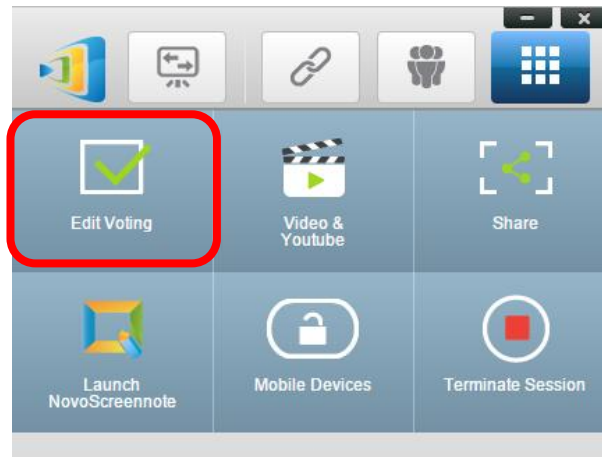 Edit Voting
Video &
Youtube
Share
Launch
NovoScreennote
Mobile Devices
Terminate Session